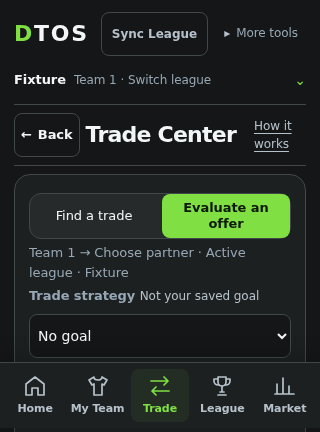 DTOS Sync League ▸ More tools
Fixture Team 1 · Switch league
← Back Trade Center How it works
Find a trade Evaluate an offer
Team 1 → Choose partner · Active
league · Fixture
Trade strategy Not your saved goal
No goal
Home My Team Trade League Market